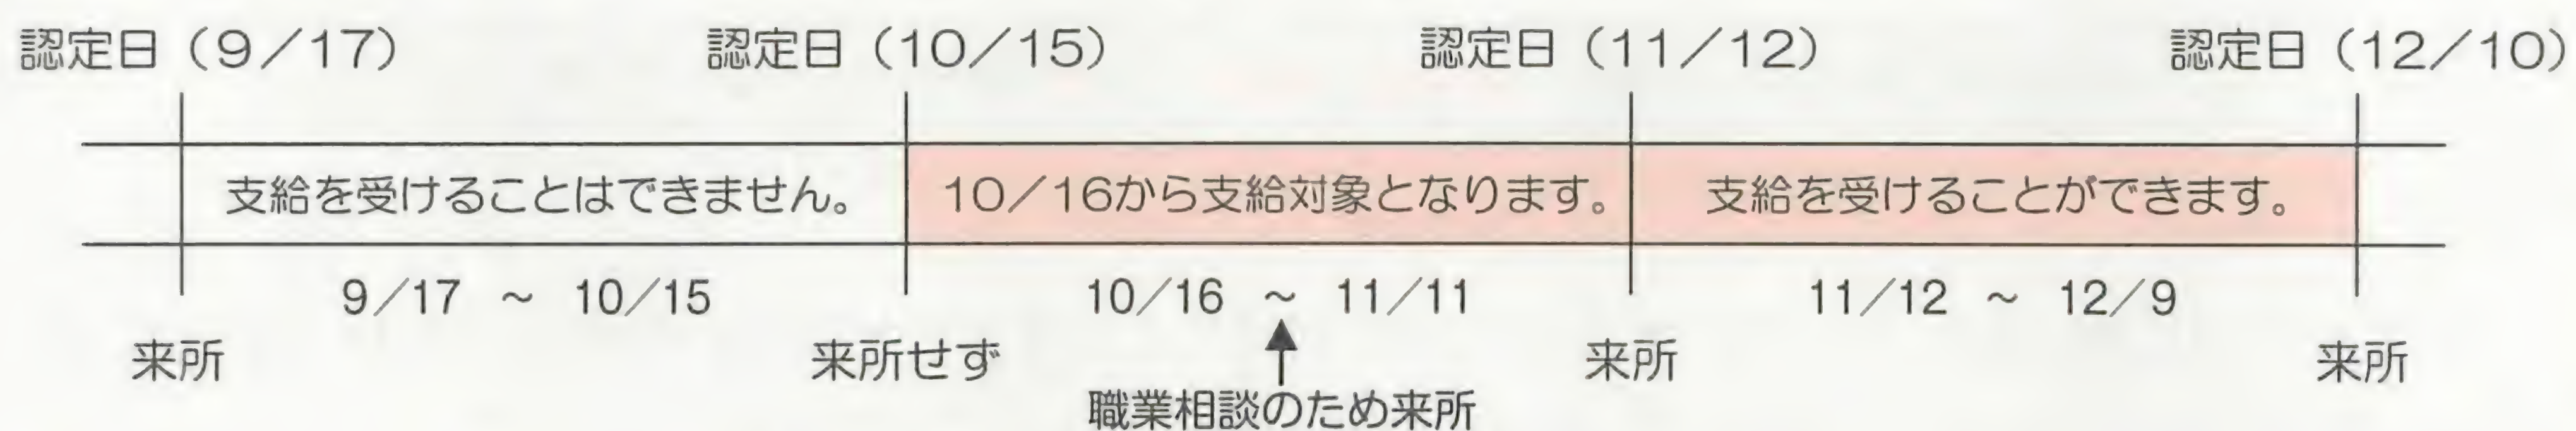 認定日（9／17） 認定日（10／15） 認定日（11／12） 認定日（12／10）
支給を受けることはできません。 10／16から支給対象となります。 支給を受けることができます。
9／17 ～ 10／15 10／16 ～ 11／11 11／12 ～ 12／9
来所 来所せず 来所 来所
職業相談のため来所